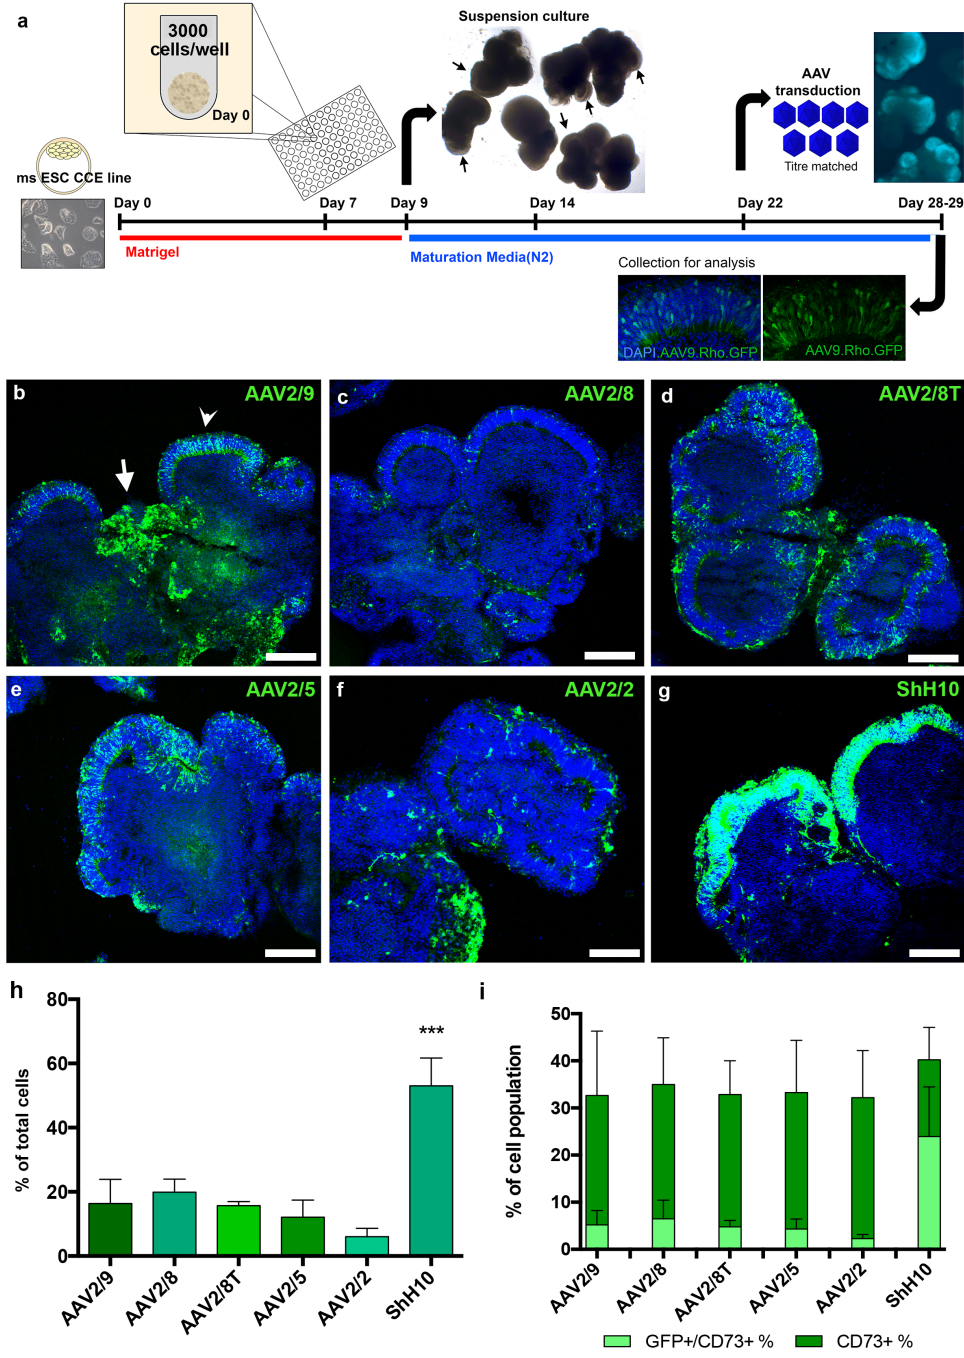 a
3000
cells/well
Day 0
ms ESC CCE line
Suspension culture
AAV
transduction
Titre matched
Day 0
Day 7
Day 9
Day 14
Day 22
Day 28-29
Matrigel
Maturation Media(N2)
Collection for analysis
DAPI.AAV9.Rho.GFP
AAV9.Rho.GFP
b
AAV2/9
c
AAV2/8
d
AAV2/8T
e
AAV2/5
f
AAV2/2
g
ShH10
h
% of total cells
80
60
40
20
0
***
AAV2/9
AAV2/8
AAV2/8T
AAV2/5
AAV2/2
ShH10
i
% of cell population
50
40
30
20
10
0
AAV2/9
AAV2/8
AAV2/8T
AAV2/5
AAV2/2
ShH10
GFP+/CD73+ %
CD73+ %